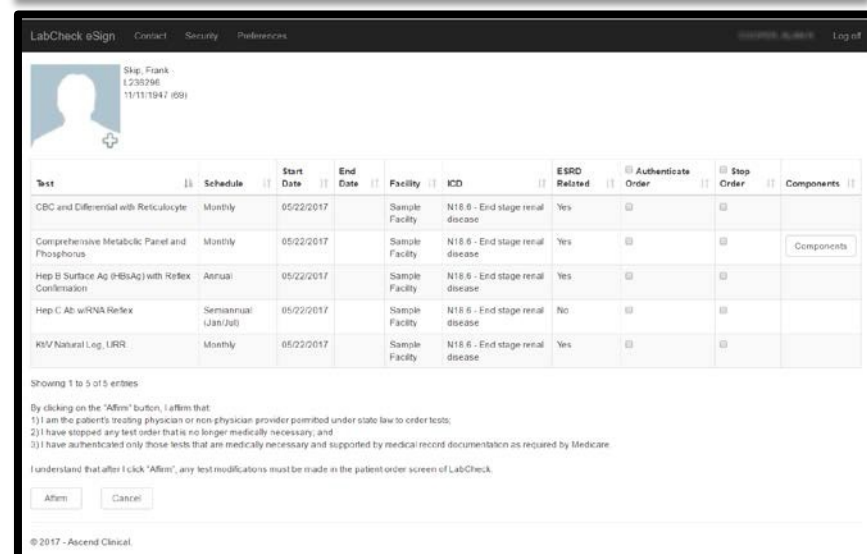 LabCheck eSign Contact Security Preferences Log off
Skip, Frank -
L236296
11/11/1947 (69)
Test Schedule Start Date End Date Facility ICD ESRD Related Authenticate Order Stop Order Components
CBC and Differential with Reticulocyte Monthly 05/22/2017 Sample Facility N18.6 - End stage renal disease Yes
Comprehensive Metabolic Panel and Phosphorus Monthly 05/22/2017 Sample Facility N18.6 - End stage renal disease Yes Components
Hep B Surface Ag (HBsAg) with Reflex Confirmation Annual 05/22/2017 Sample Facility N18.6 - End stage renal disease Yes
Hep C Ab w/RNA Reflex Semiannual (Jan/Jul) 05/22/2017 Sample Facility N18.6 - End stage renal disease No
Kt/V Natural Log, URR Monthly 05/22/2017 Sample Facility N18.6 - End stage renal disease Yes
Showing 1 to 5 of 5 entries
By clicking on the "Affirm" button, I affirm that:
1) I am the patient's treating physician or non-physician provider permitted under state law to order tests;
2) I have stopped any test order that is no longer medically necessary; and
3) I have authenticated only those tests that are medically necessary and supported by medical record documentation as required by Medicare.
I understand that after I click "Affirm", any test modifications must be made in the patient order screen of LabCheck.
Affirm Cancel
© 2017 - Ascend Clinical.